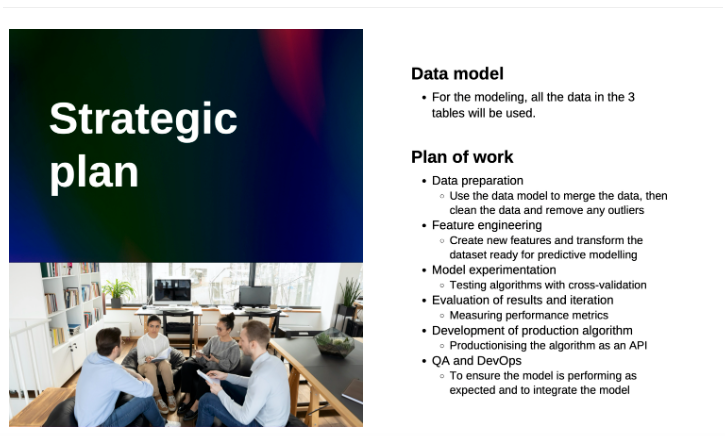 Strategic
plan
Data model
• For the modeling, all the data in the 3
tables will be used.
Plan of work
• Data preparation
◦ Use the data model to merge the data, then
clean the data and remove any outliers
• Feature engineering
◦ Create new features and transform the
dataset ready for predictive modelling
• Model experimentation
◦ Testing algorithms with cross-validation
• Evaluation of results and iteration
◦ Measuring performance metrics
• Development of production algorithm
◦ Productionising the algorithm as an API
• QA and DevOps
◦ To ensure the model is performing as
expected and to integrate the model